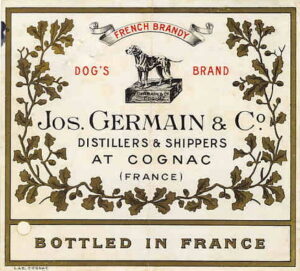 FRENCH BRANDY
DOG'S BRAND
Jos. GERMAIN & Co.
DISTILLERS & SHIPPERS
AT COGNAC
(FRANCE)
BOTTLED IN FRANCE